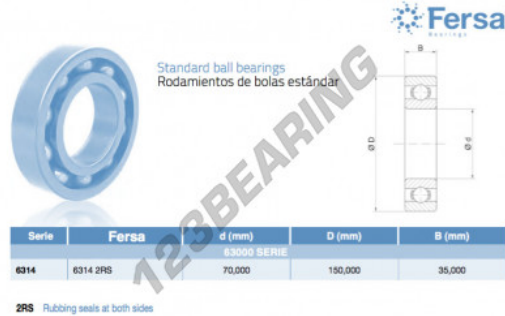 Fersa
Bearings
Standard ball bearings
Rodamientos de bolas estándar
B
Ø D
Ø d
123BEARING
Serie Fersa d (mm) D (mm) B (mm)
63000 SERIE
6314 6314 2RS 70,000 150,000 35,000
2RS Rubbing seals at both sides